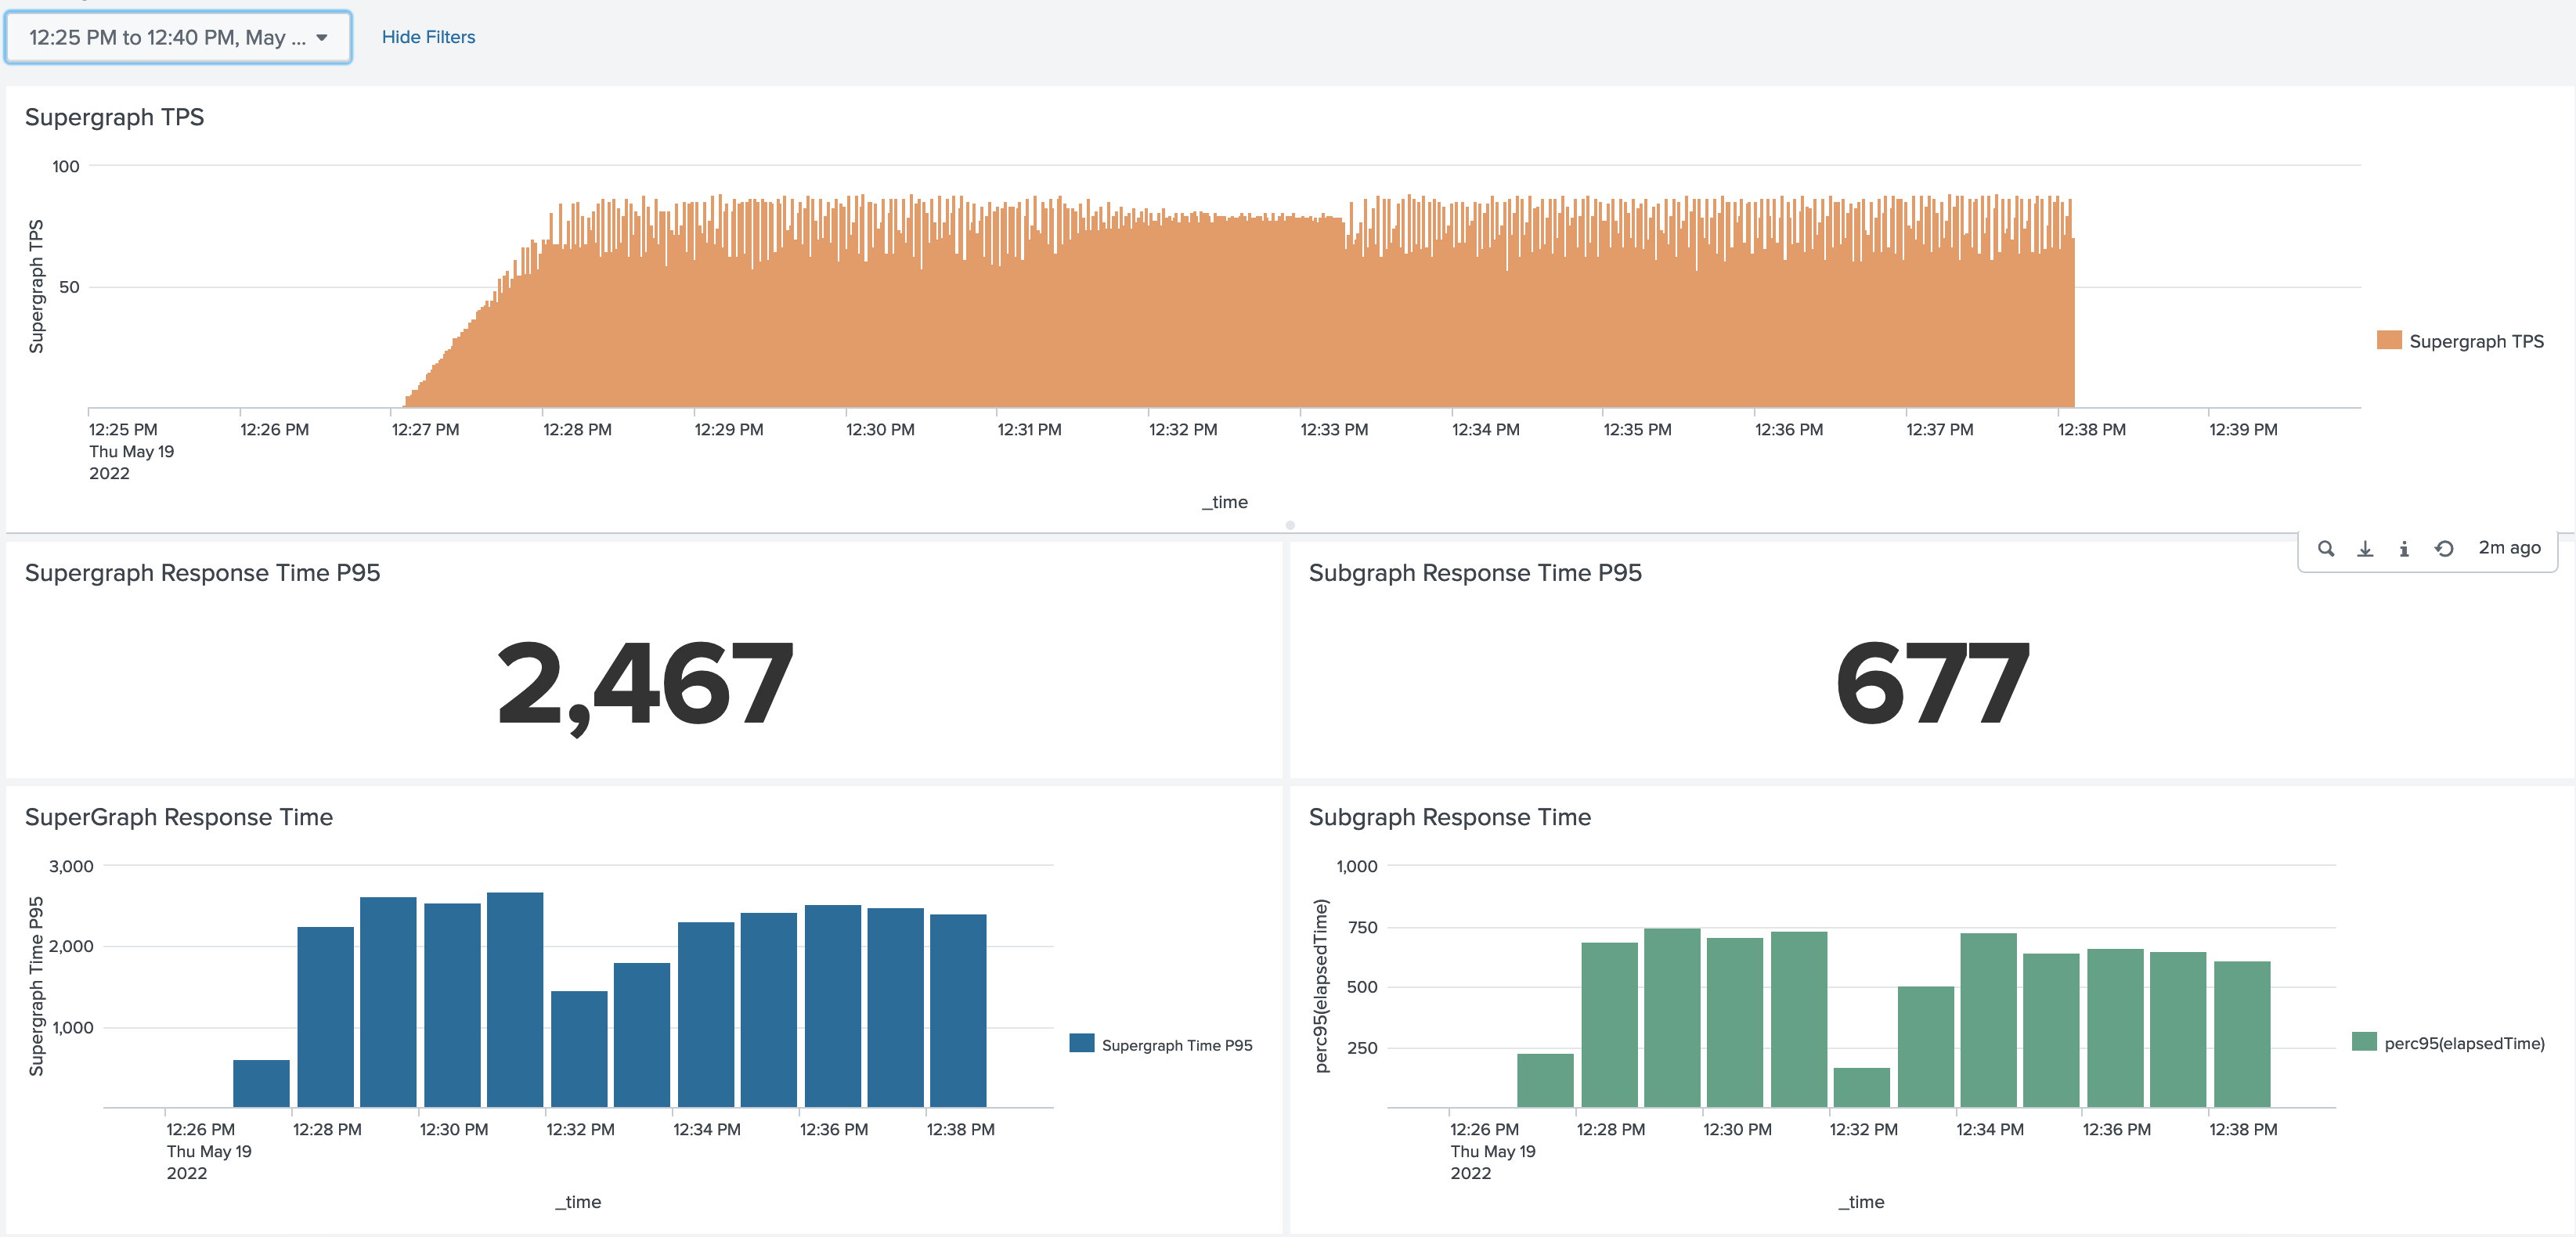 12:25 PM to 12:40 PM, May ...
Hide Filters
Supergraph TPS
Supergraph TPS
100
50
12:25 PM
Thu May 19
2022
12:26 PM
12:27 PM
12:28 PM
12:29 PM
12:30 PM
12:31 PM
12:32 PM
12:33 PM
12:34 PM
12:35 PM
12:36 PM
12:37 PM
12:38 PM
12:39 PM
_time
Supergraph TPS
2m ago
Supergraph Response Time P95
2,467
Subgraph Response Time P95
677
SuperGraph Response Time
Supergraph Time P95
3,000
2,000
1,000
12:26 PM
Thu May 19
2022
12:28 PM
12:30 PM
12:32 PM
12:34 PM
12:36 PM
12:38 PM
_time
Supergraph Time P95
Subgraph Response Time
perc95(elapsedTime)
1,000
750
500
250
12:26 PM
Thu May 19
2022
12:28 PM
12:30 PM
12:32 PM
12:34 PM
12:36 PM
12:38 PM
_time
perc95(elapsedTime)